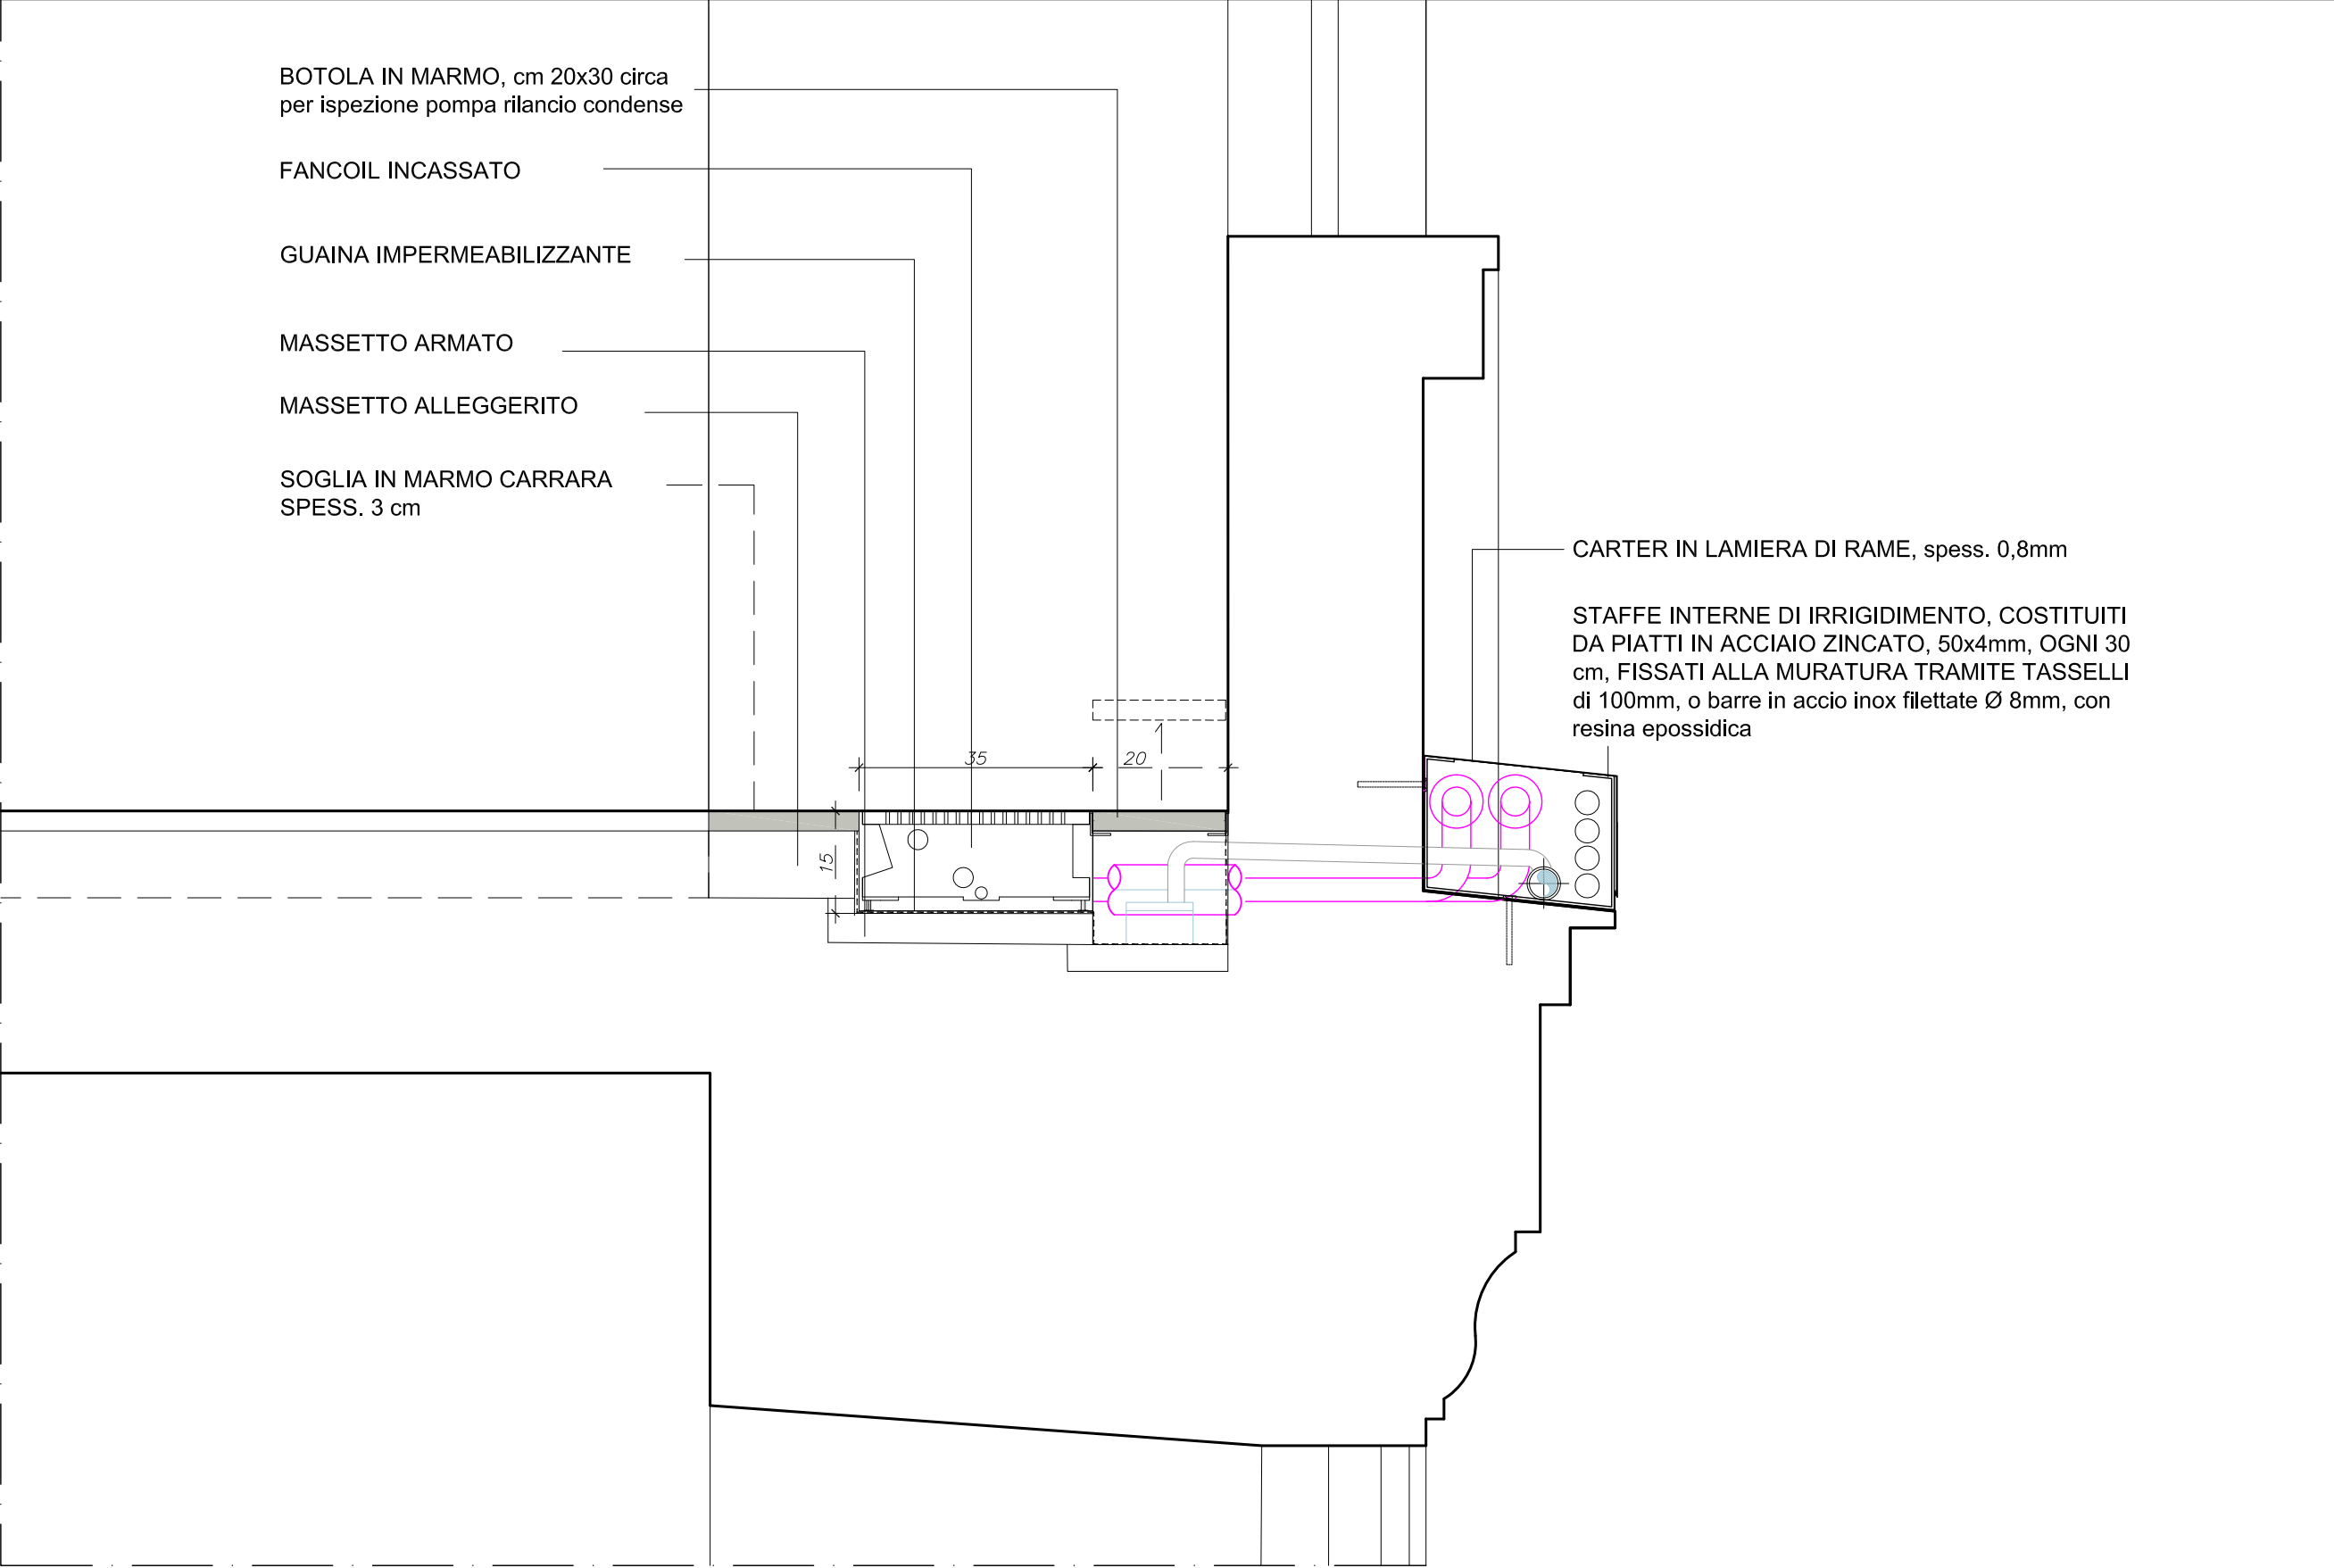 BOTOLA IN MARMO, cm 20x30 circa
per ispezione pompa rilancio condense
FANCOIL INCASSATO
GUAINA IMPERMEABILIZZANTE
MASSETTO ARMATO
MASSETTO ALLEGGERITO
SOGLIA IN MARMO CARRARA
SPESS. 3 cm
CARTER IN LAMIERA DI RAME, spess. 0,8mm
STAFFE INTERNE DI IRRIGIDIMENTO, COSTITUITI
DA PIATTI IN ACCIAIO ZINCATO, 50x4mm, OGNI 30
cm, FISSATI ALLA MURATURA TRAMITE TASSELLI
di 100mm, o barre in accio inox filettate Ø 8mm, con
resina epossidica
35
20
15